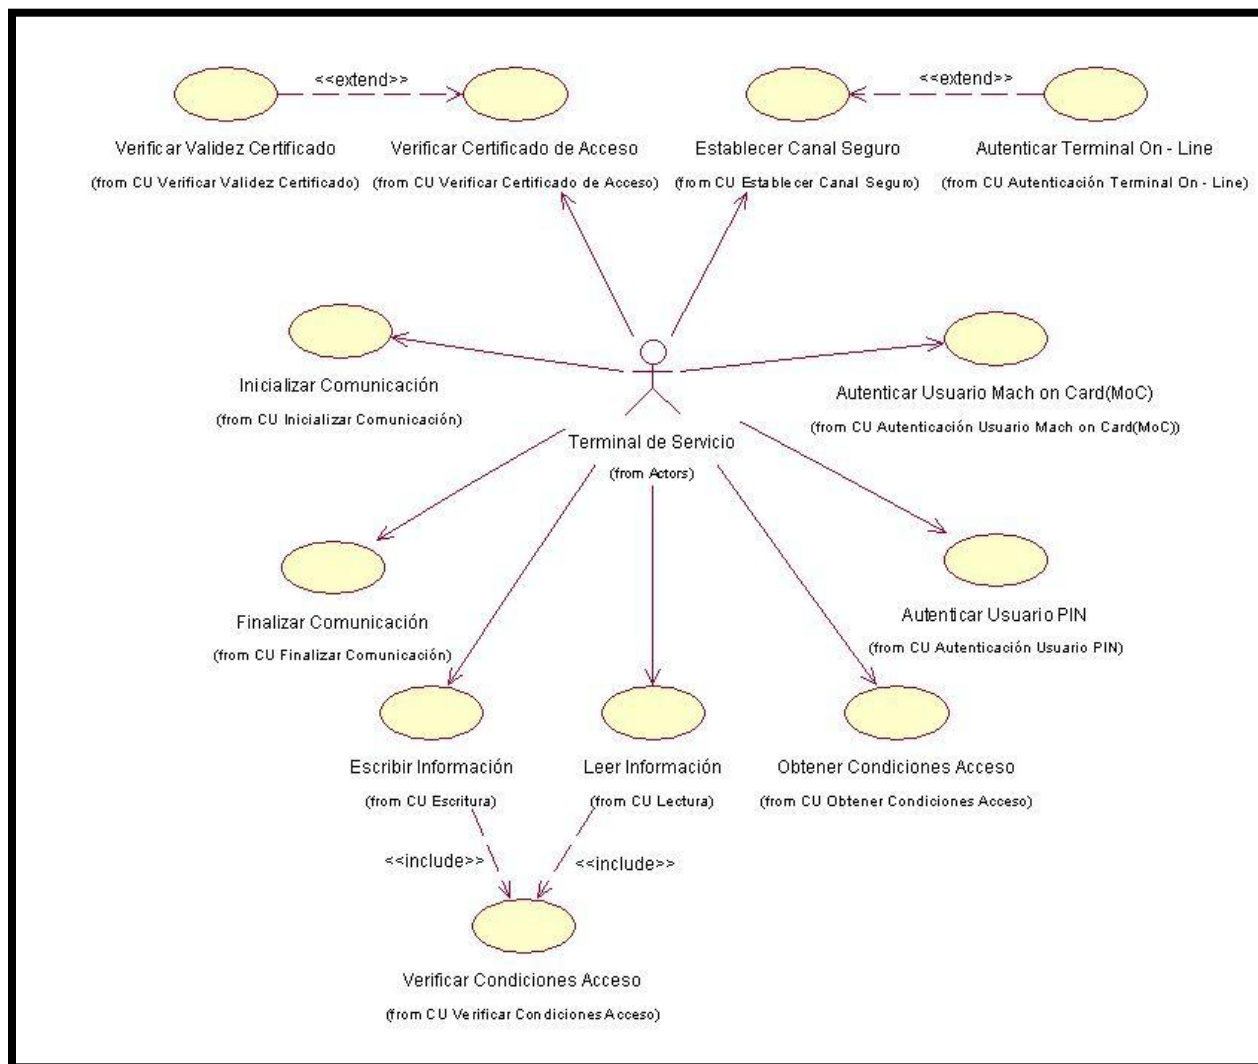 <<extend>>
<<extend>>
Verificar Validez Certificado
Verificar Certificado de Acceso
Establecer Canal Seguro
Autenticar Terminal On - Line
(from CU Verificar Validez Certificado)
(from CU Verificar Certificado de Acceso)
(from CU Establecer Canal Seguro)
(from CU Autenticación Terminal On - Line)
Inicializar Comunicación
(from CU Inicializar Comunicación)
Autenticar Usuario Mach on Card(MoC)
(from CU Autenticación Usuario Mach on Card(MoC))
Terminal de Servicio
(from Actors)
Finalizar Comunicación
(from CU Finalizar Comunicación)
Autenticar Usuario PIN
(from CU Autenticación Usuario PIN)
Escribir Información
(from CU Escritura)
Leer Información
(from CU Lectura)
Obtener Condiciones Acceso
(from CU Obtener Condiciones Acceso)
<<include>>
<<include>>
Verificar Condiciones Acceso
(from CU Verificar Condiciones Acceso)